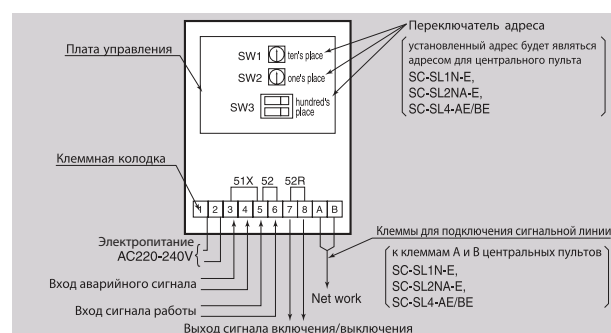 Плата управления
SW1 ten's place
SW2 one's place
SW3 hundred's place
Переключатель адреса
установленный адрес будет являться
адресом для центрального пульта
SC-SL1N-E,
SC-SL2NA-E,
SC-SL4-AE/BE
Клеммная колодка
51X 52 52R
1 2 3 4 5 6 7 8 A B
Электропитание
AC220-240V
Вход аварийного сигнала
Вход сигнала работы
Выход сигнала включения/выключения
Net work
Клеммы для подключения сигнальной линии
к клеммам А и В центральных пультов
SC-SL1N-E,
SC-SL2NA-E,
SC-SL4-AE/BE